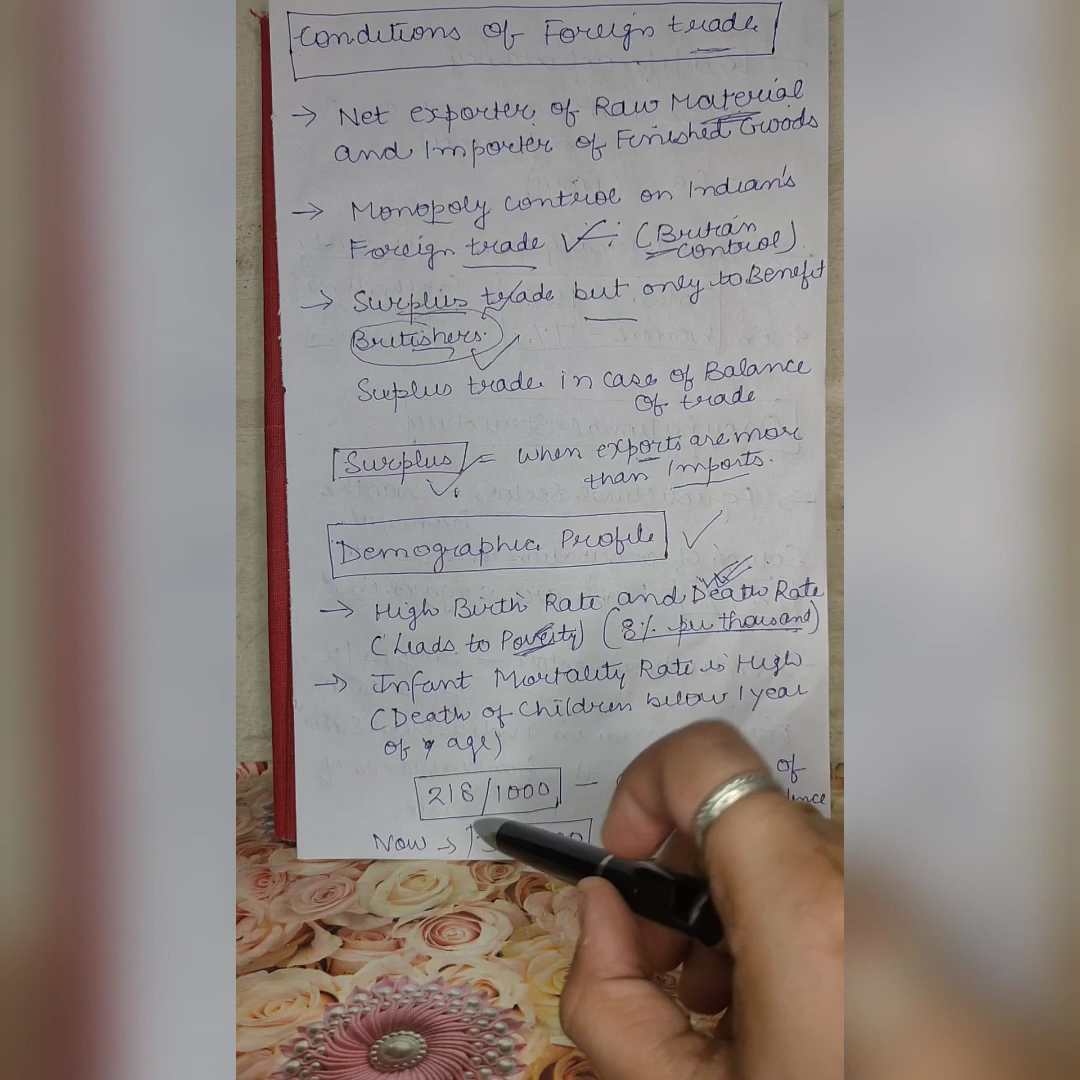 Conditions of Foreign trade
→ Net exporter of Raw Material
and Importer of Finished Goods
→ Monopoly control on Indian's
Foreign trade (Britain
control)
→ Surplus trade but only to Benefit
Britishers.
Suplus trade in case of Balance
of trade
Surplus = when exports are more
than Imports.
Demographic Profile
→ High Birth Rate and Death Rate
(Leads to Poverty) (8% per thousand)
→ Infant Mortality Rate is High
(Death of Children below 1 year
of age)
218/1000 — of
Now →